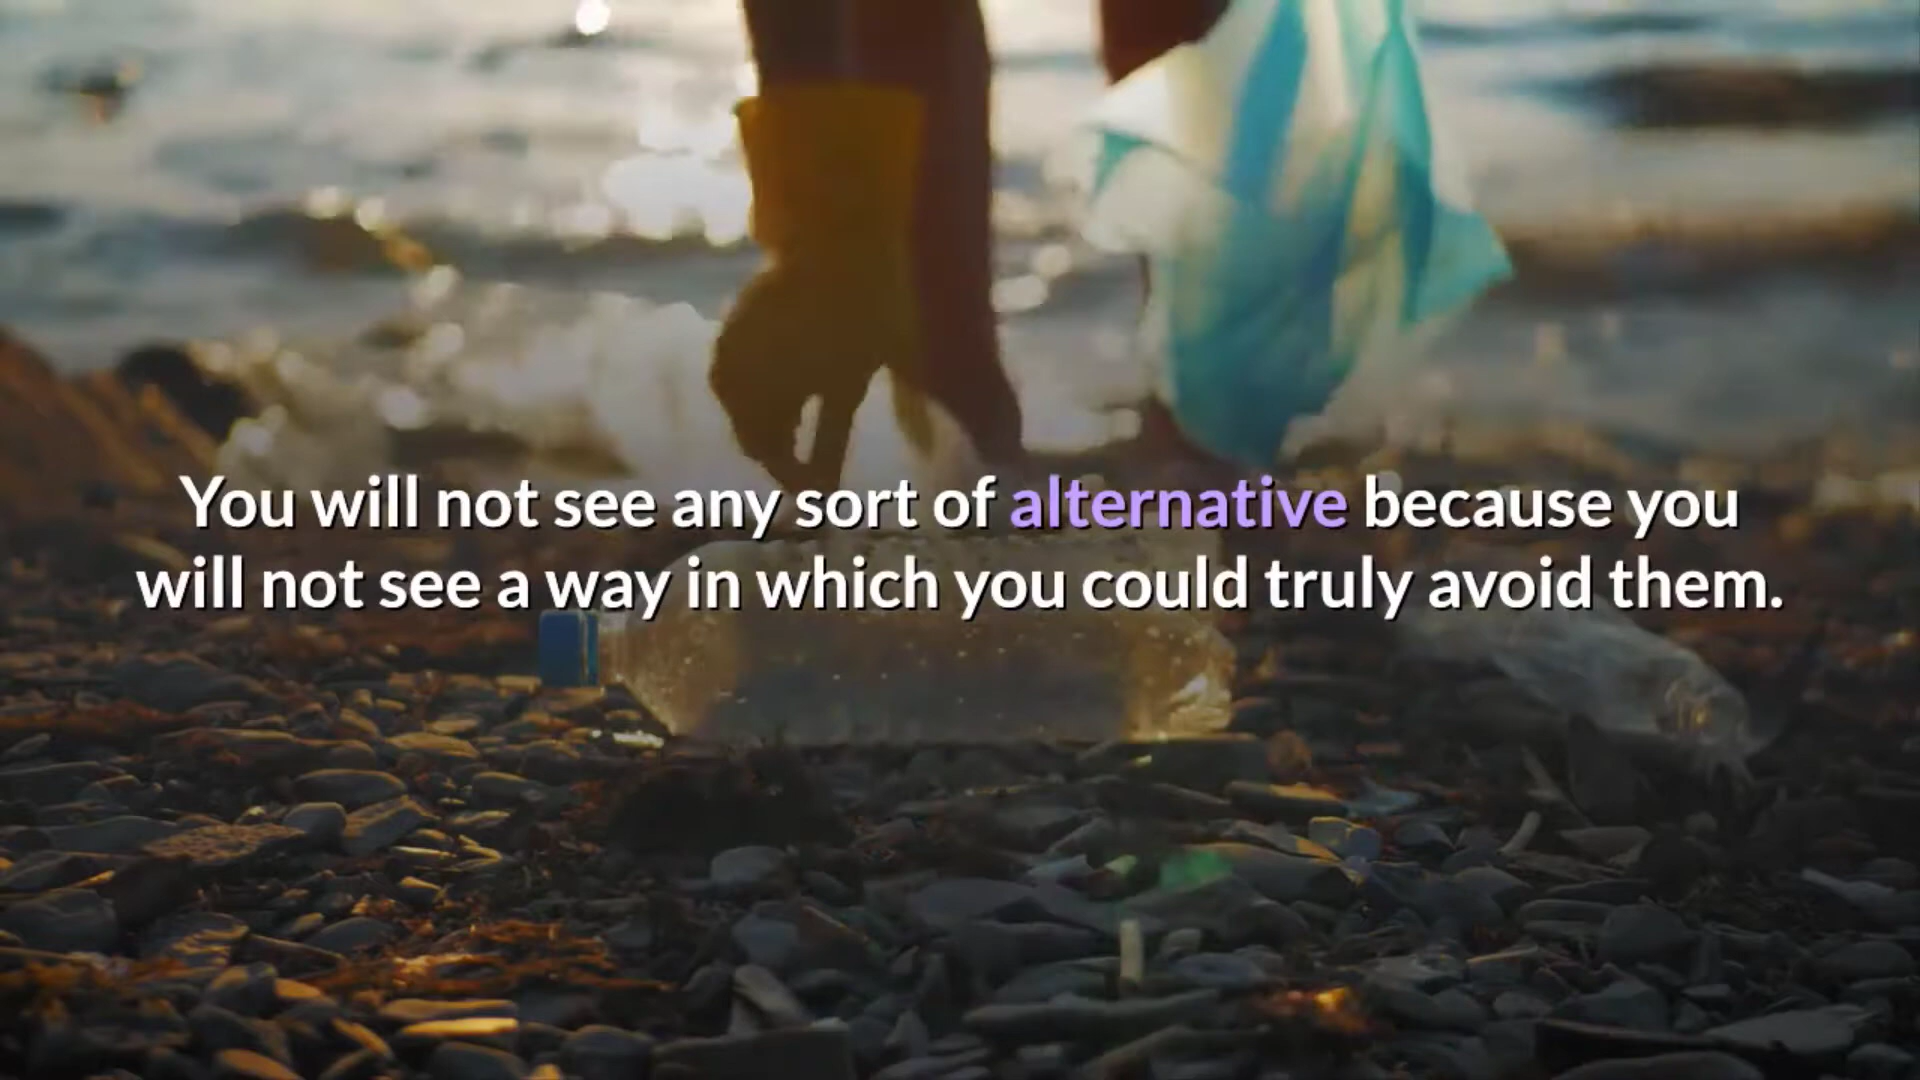 You will not see any sort of alternative because you
will not see a way in which you could truly avoid them.